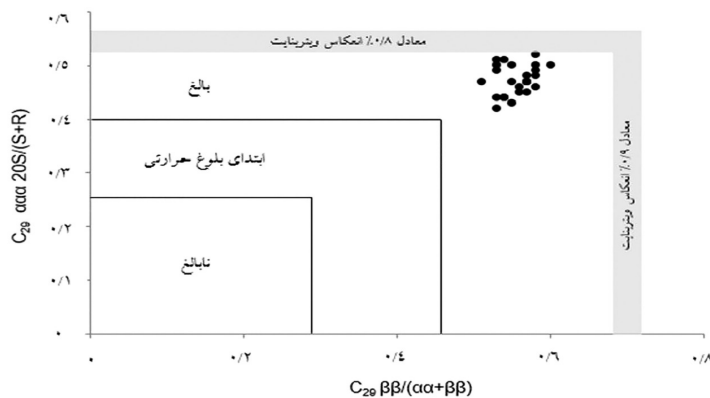 ۰/۶
معادل ۰/۸٪ انعکاس ویترینایت
۰/۵
بالغ
۰/۴
ابتدای بلوغ حرارتی
۰/۳
معادل ۰/۹٪ انعکاس ویترینایت
۰/۲
نابالغ
۰/۱
۰
C29 ααα 20S/(S+R)
۰ ۰/۲ ۰/۴ ۰/۶ ۰/۸
C29 ββ/(αα+ββ)